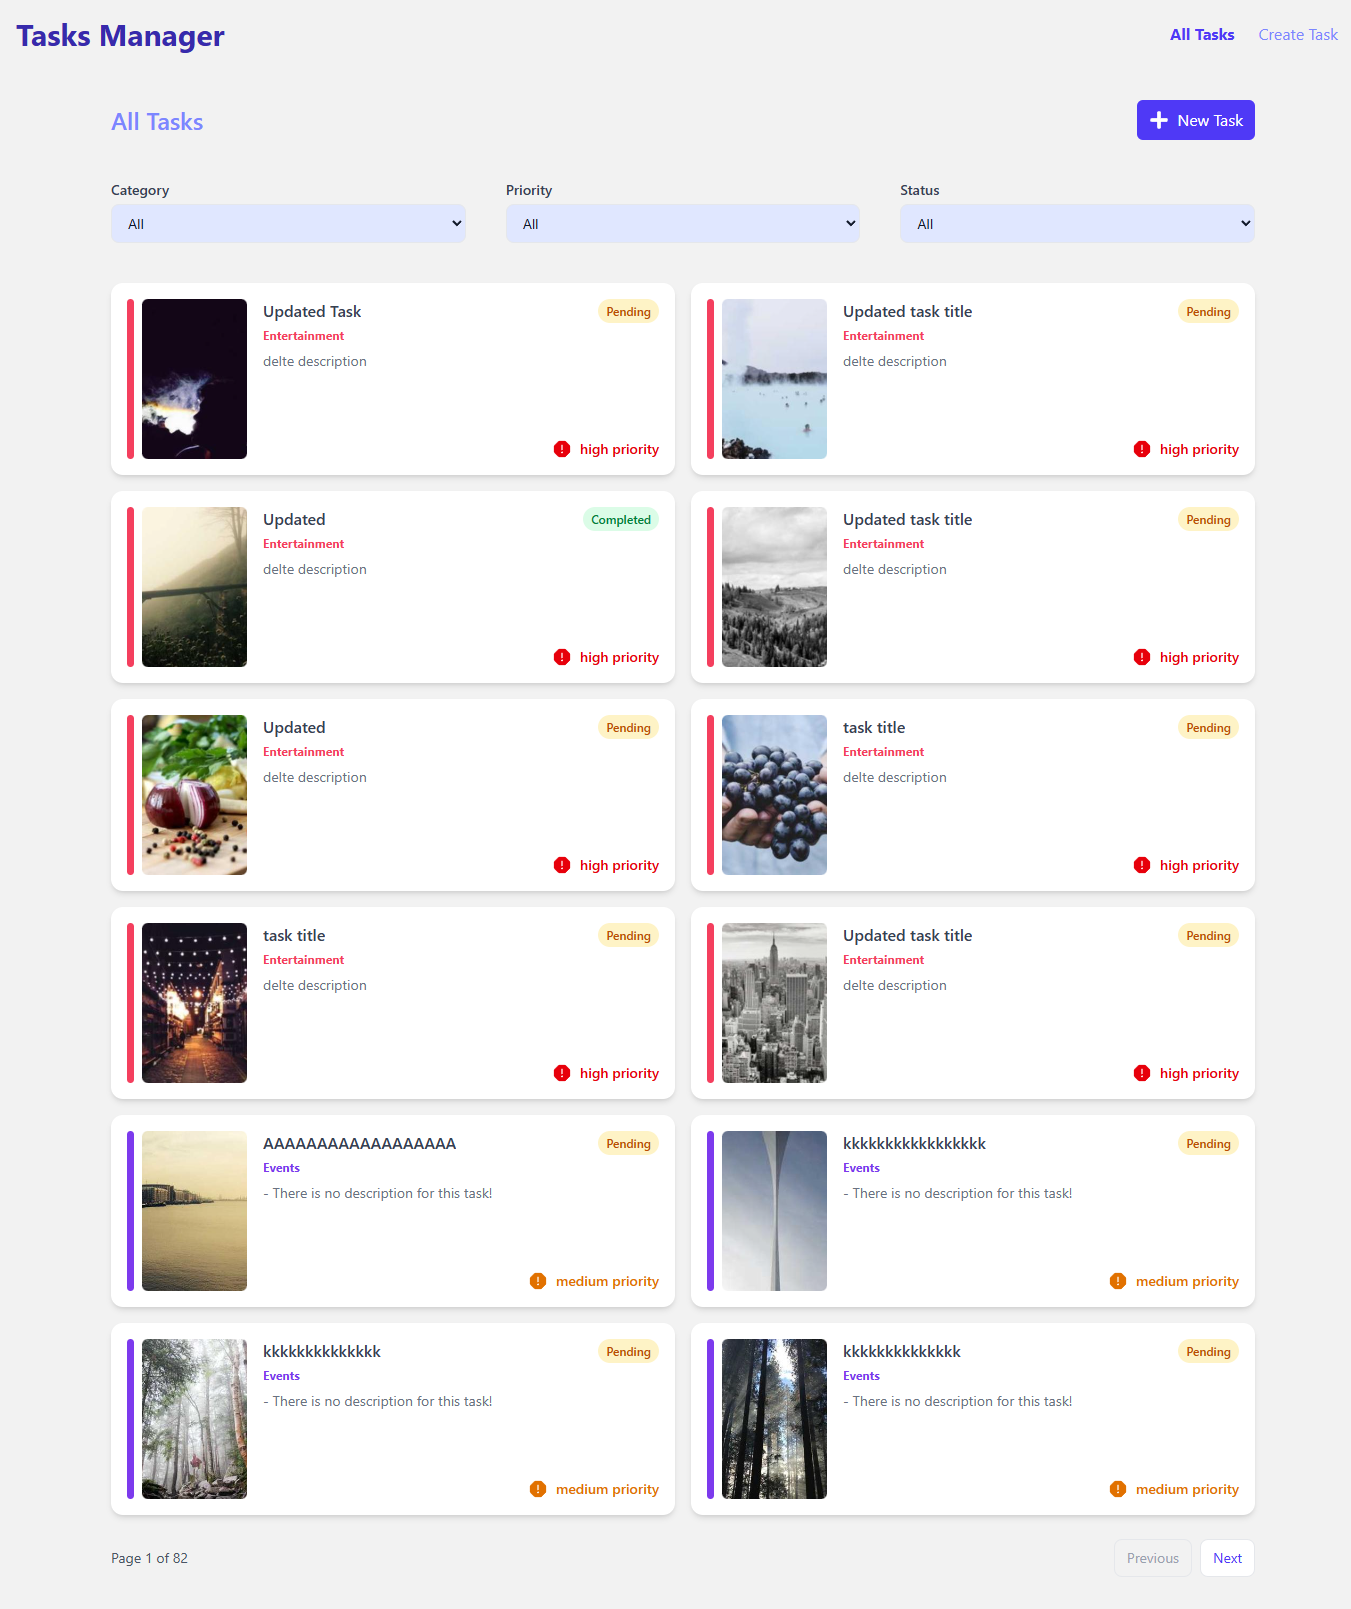 Tasks Manager
All Tasks
Create Task
All Tasks
New Task
Category
Priority
Status
All
All
All
Updated Task
Pending
Entertainment
delte description
high priority
Updated task title
Pending
Entertainment
delte description
high priority
Updated
Completed
Entertainment
delte description
high priority
Updated task title
Pending
Entertainment
delte description
high priority
Updated
Pending
Entertainment
delte description
high priority
task title
Pending
Entertainment
delte description
high priority
task title
Pending
Entertainment
delte description
high priority
Updated task title
Pending
Entertainment
delte description
high priority
AAAAAAAAAAAAAAAAAA
Pending
Events
- There is no description for this task!
medium priority
kkkkkkkkkkkkkkkkk
Pending
Events
- There is no description for this task!
medium priority
kkkkkkkkkkkkkk
Pending
Events
- There is no description for this task!
medium priority
kkkkkkkkkkkkkk
Pending
Events
- There is no description for this task!
medium priority
Page 1 of 82
Previous
Next